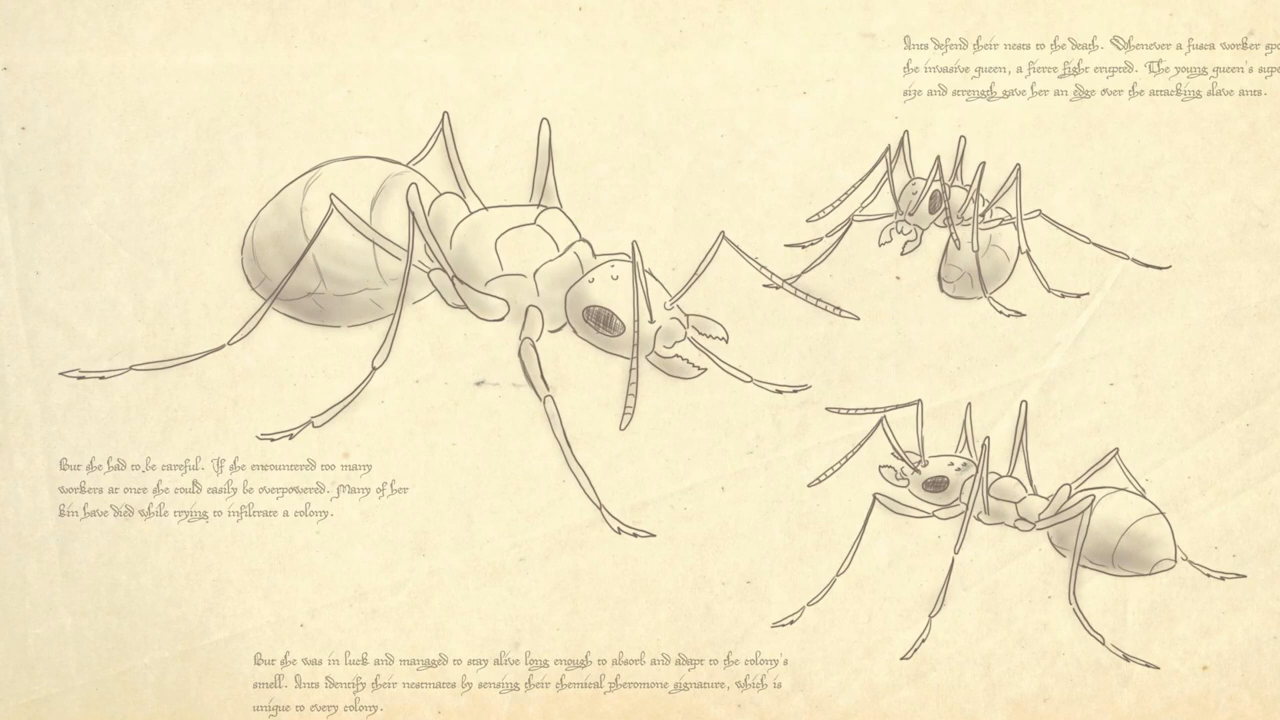 Ants defend their nests to the death. Whenever a fusca worker
the invasive queen, a fierce fight erupted. The young queen's
size and strength gave her an edge over the attacking slave ants.
But she had to be careful. If she encountered too many
workers at once she could easily be overpowered. Many of her
kin have died while trying to infiltrate a colony.
But she was in luck and managed to stay alive long enough to absorb and adapt to the colony's
smell. Ants identify their nestmates by sensing their chemical pheromone signature, which is
unique to every colony.